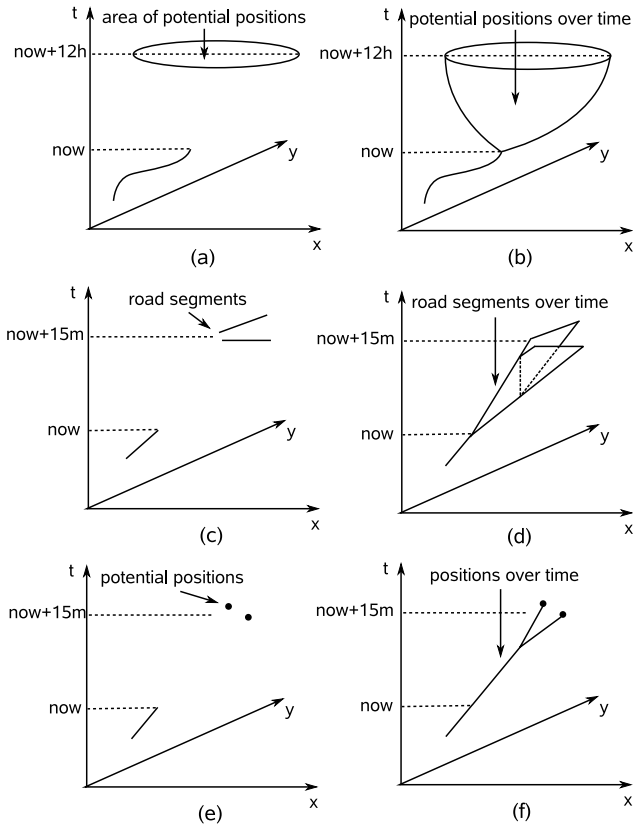 t
area of potential positions
now+12h
now
y
x
(a)
t
potential positions over time
now+12h
now
y
x
(b)
t
road segments
now+15m
now
y
x
(c)
t
road segments over time
now+15m
now
y
x
(d)
t
potential positions
now+15m
now
y
x
(e)
t
positions over time
now+15m
now
y
x
(f)